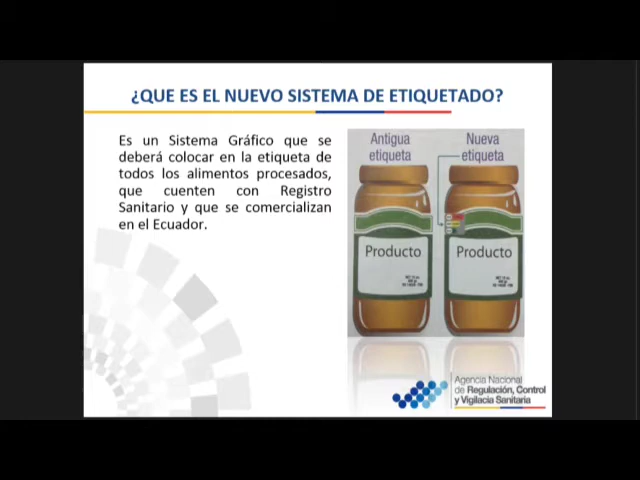 ¿QUE ES EL NUEVO SISTEMA DE ETIQUETADO?
Es un Sistema Gráfico que se
deberá colocar en la etiqueta de
todos los alimentos procesados,
que cuenten con Registro
Sanitario y que se comercializan
en el Ecuador.
Antigua
etiqueta
Nueva
etiqueta
Producto
Producto
Agencia Nacional
de Regulación, Control
y Vigilacia Sanitaria